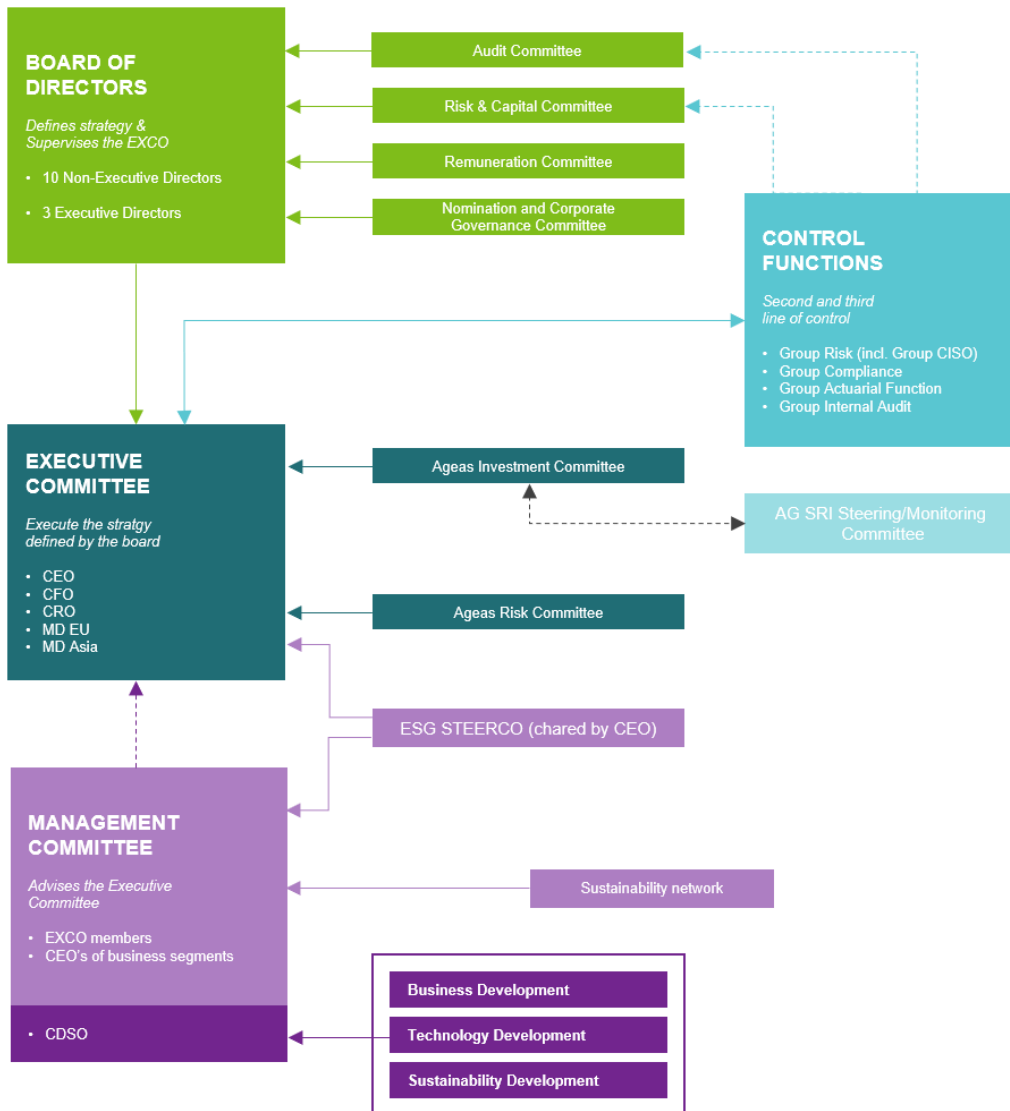 BOARD OF
DIRECTORS
Defines strategy &
Supervises the EXCO
• 10 Non-Executive Directors
• 3 Executive Directors
Audit Committee
Risk & Capital Committee
Remuneration Committee
Nomination and Corporate
Governance Committee
CONTROL
FUNCTIONS
Second and third
line of control
• Group Risk (incl. Group CISO)
• Group Compliance
• Group Actuarial Function
• Group Internal Audit
EXECUTIVE
COMMITTEE
Execute the stratgy
defined by the board
• CEO
• CFO
• CRO
• MD EU
• MD Asia
Ageas Investment Committee
AG SRI Steering/Monitoring
Committee
Ageas Risk Committee
ESG STEERCO (chared by CEO)
MANAGEMENT
COMMITTEE
Advises the Executive
Committee
• EXCO members
• CEO's of business segments
• CDSO
Sustainability network
Business Development
Technology Development
Sustainability Development